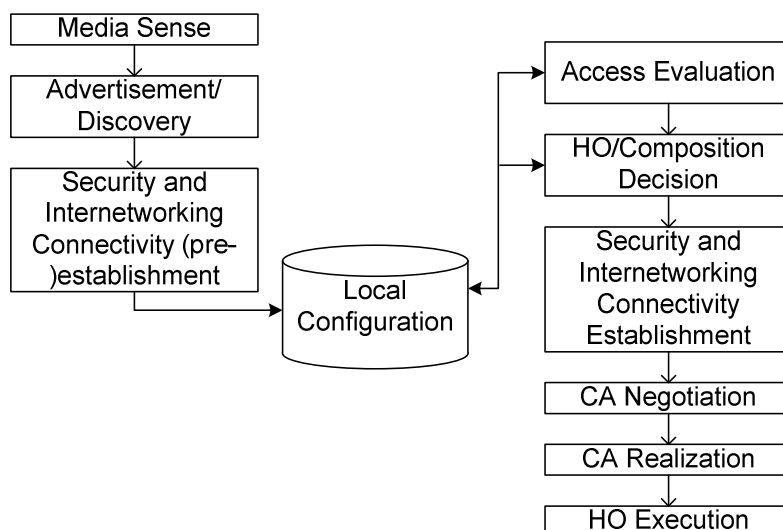 Media Sense
Advertisement/
Discovery
Security and
Internetworking
Connectivity (pre-
)establishment
Local
Configuration
Access Evaluation
HO/Composition
Decision
Security and
Internetworking
Connectivity
Establishment
CA Negotiation
CA Realization
HO Execution